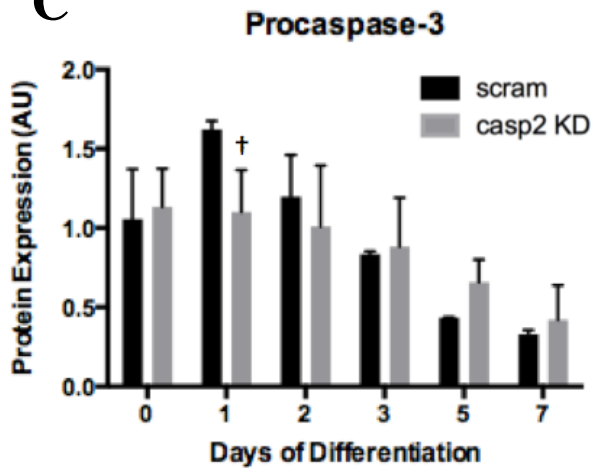 C
Procaspase-3
Protein Expression (AU)
2.0
1.5
1.0
0.5
0.0
†
scram
casp2 KD
0 1 2 3 5 7
Days of Differentiation